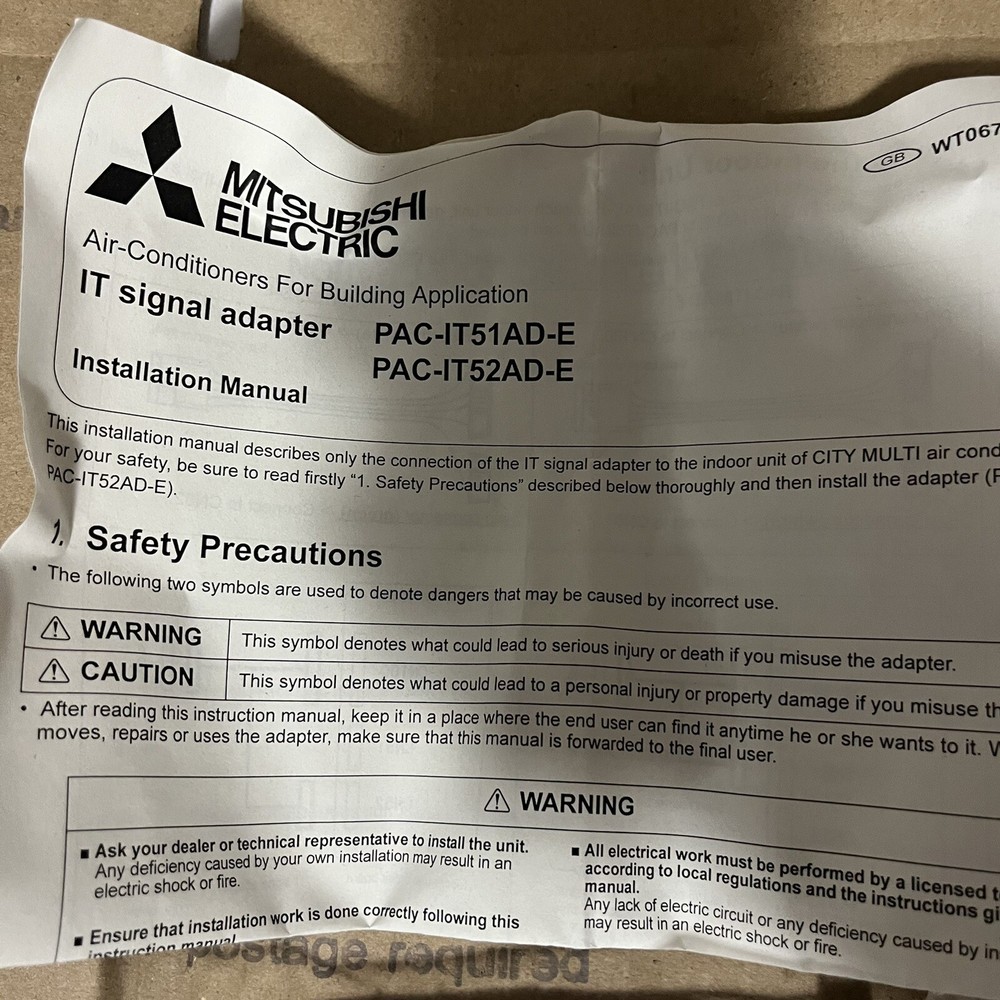 GB WT067
MITSUBISHI
ELECTRIC
Air-Conditioners For Building Application
IT signal adapter PAC-IT51AD-E
PAC-IT52AD-E
Installation Manual
This installation manual describes only the connection of the IT signal adapter to the indoor unit of CITY MULTI air cond
For your safety, be sure to read firstly “1. Safety Precautions” described below thoroughly and then install the adapter (F
PAC-IT52AD-E).
1. Safety Precautions
• The following two symbols are used to denote dangers that may be caused by incorrect use.
WARNING This symbol denotes what could lead to serious injury or death if you misuse the adapter.
CAUTION This symbol denotes what could lead to a personal injury or property damage if you misuse th
• After reading this instruction manual, keep it in a place where the end user can find it anytime he or she wants to it. W
moves, repairs or uses the adapter, make sure that this manual is forwarded to the final user.
WARNING
■ Ask your dealer or technical representative to install the unit.
Any deficiency caused by your own installation may result in an
electric shock or fire.
■ Ensure that installation work is done correctly following this
instruction manual
■ All electrical work must be performed by a licensed t
according to local regulations and the instructions gi
manual.
Any lack of electric circuit or any deficiency caused by in
may result in an electric shock or fire.
postage required